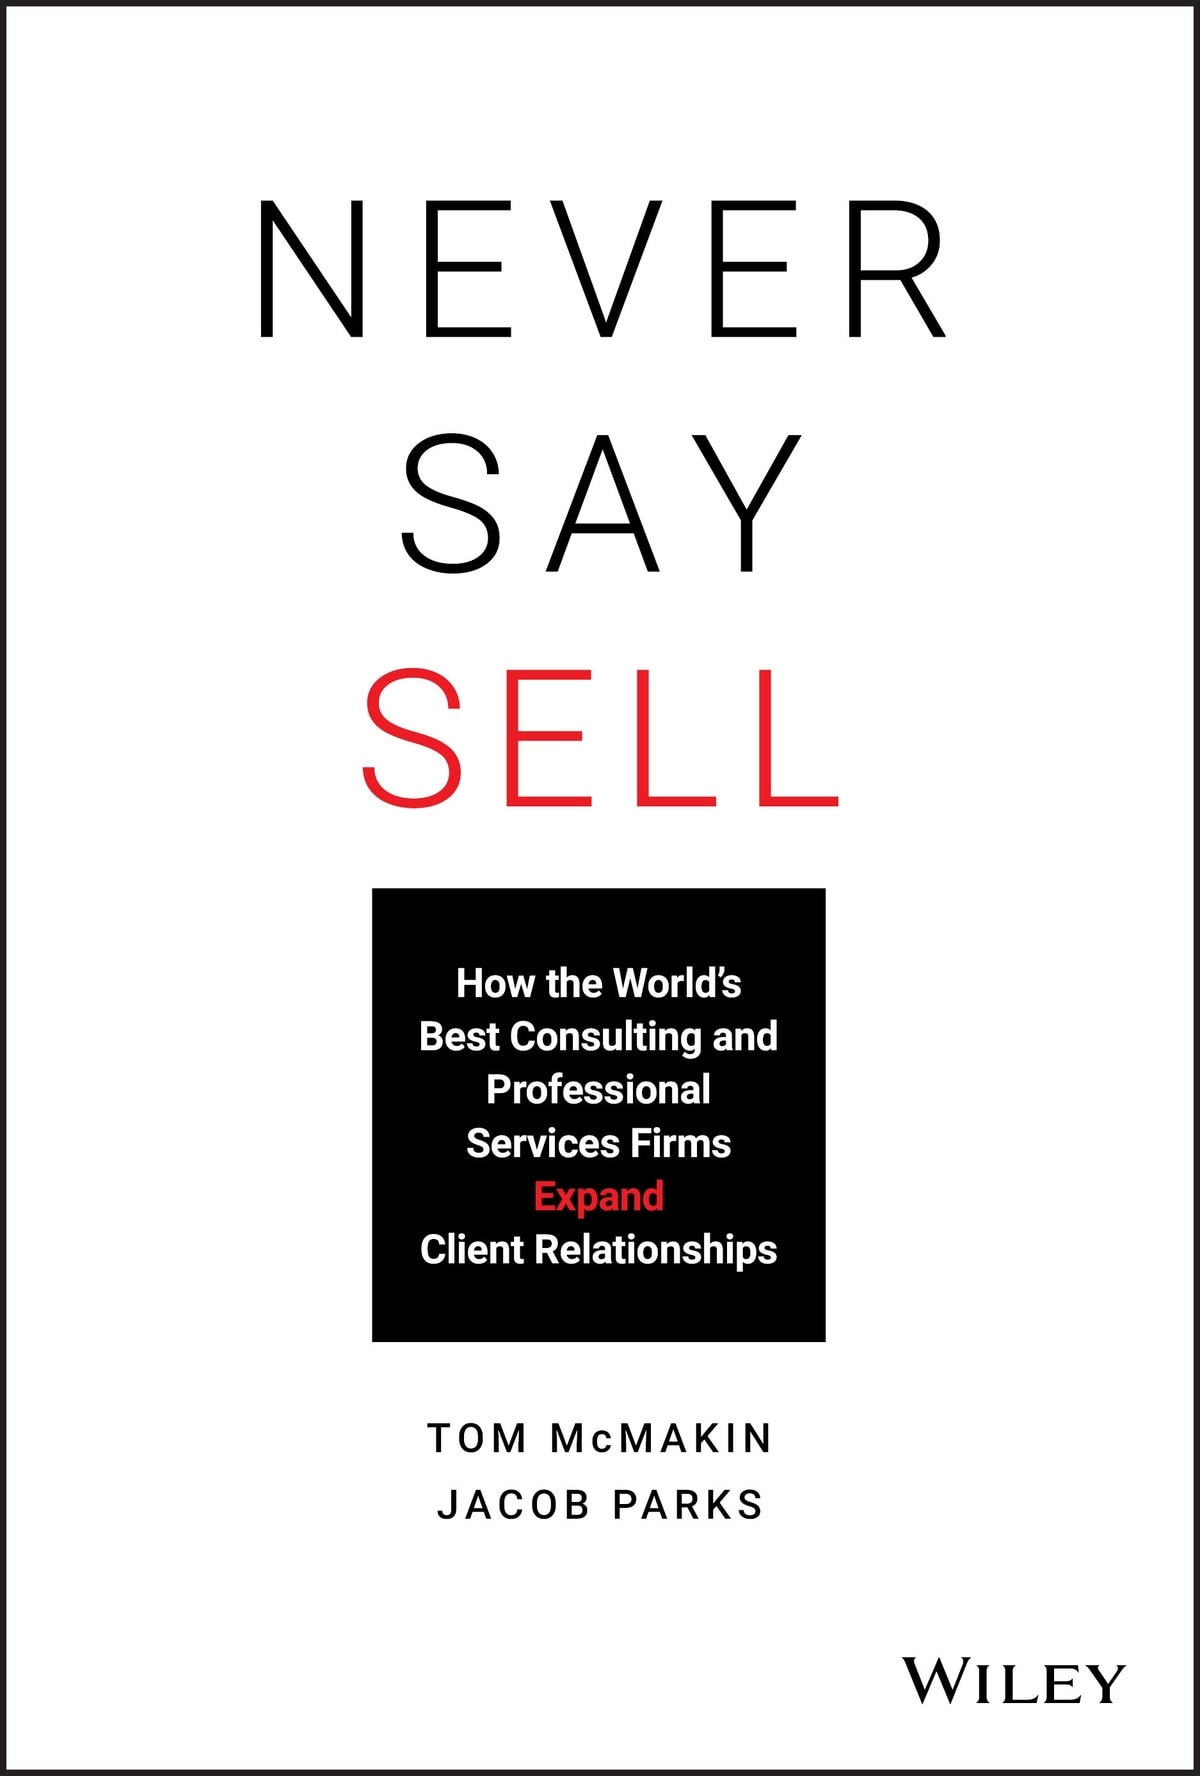 NEVER
SAY
SELL
How the World’s
Best Consulting and
Professional
Services Firms
Expand
Client Relationships
TOM McMAKIN
JACOB PARKS
WILEY